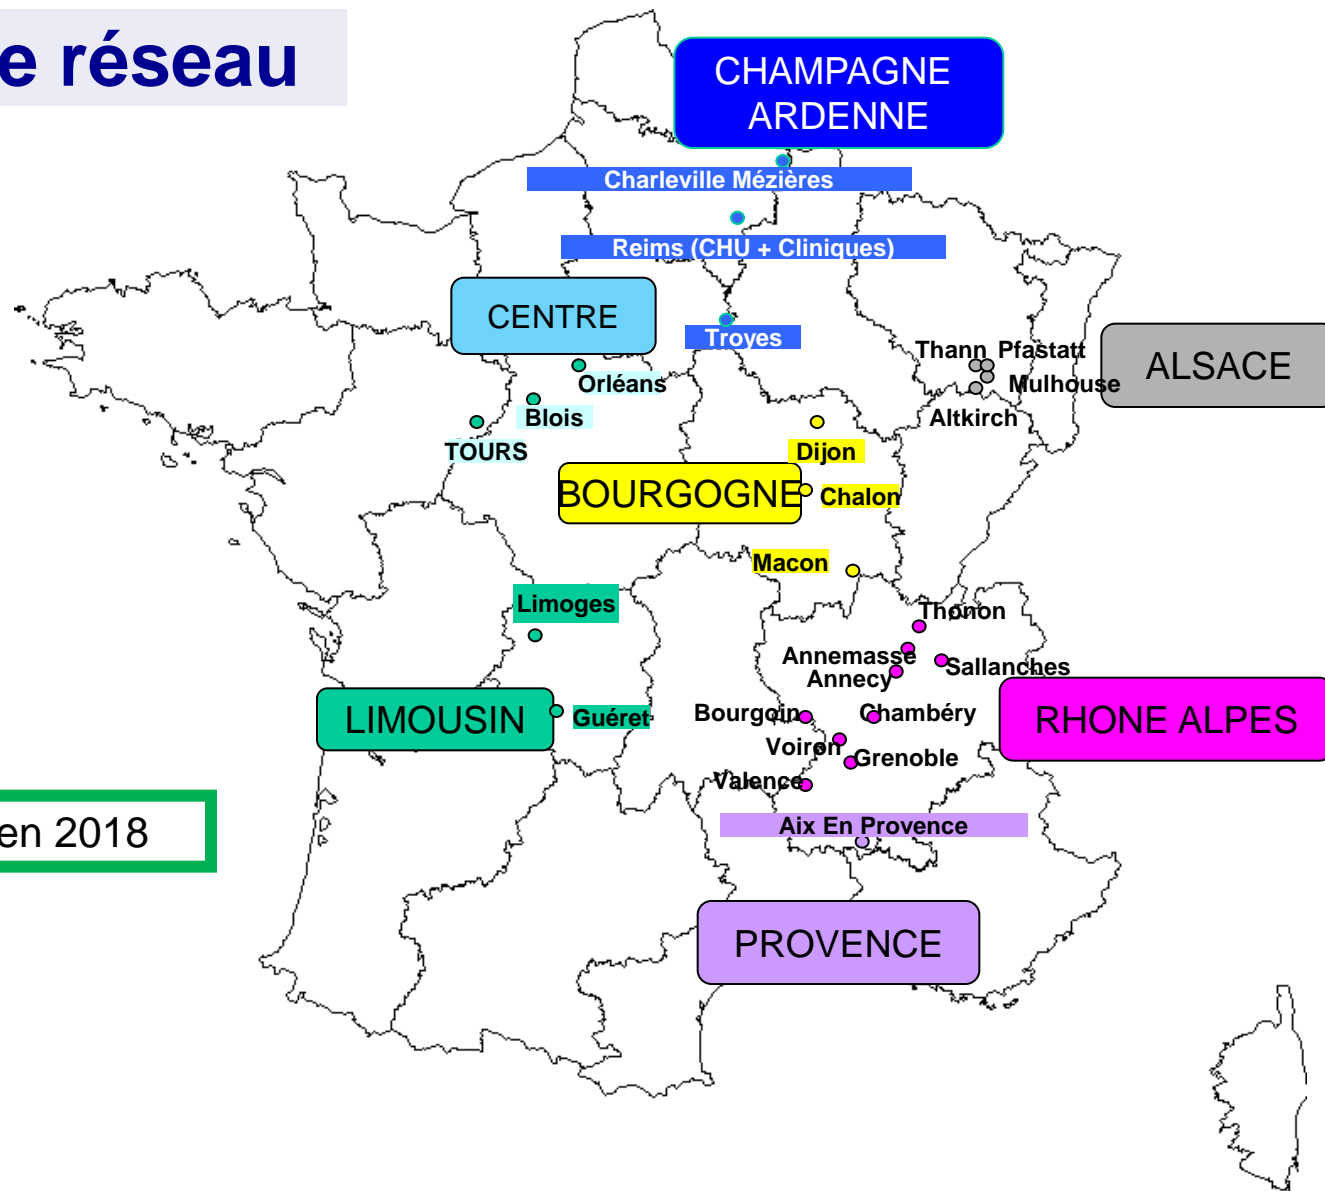 e réseau
CHAMPAGNE
ARDENNE
Charleville Mézières
Reims (CHU + Cliniques)
CENTRE
Troyes
Thann Pfastatt
ALSACE
Orléans
Mulhouse
Blois
Altkirch
TOURS
Dijon
BOURGOGNE
Chalon
Macon
Limoges
Thonon
Annemasse
Sallanches
Annecy
LIMOUSIN
Guéret
Bourgoin
Chambéry
RHONE ALPES
Voiron
Grenoble
Valence
en 2018
Aix En Provence
PROVENCE